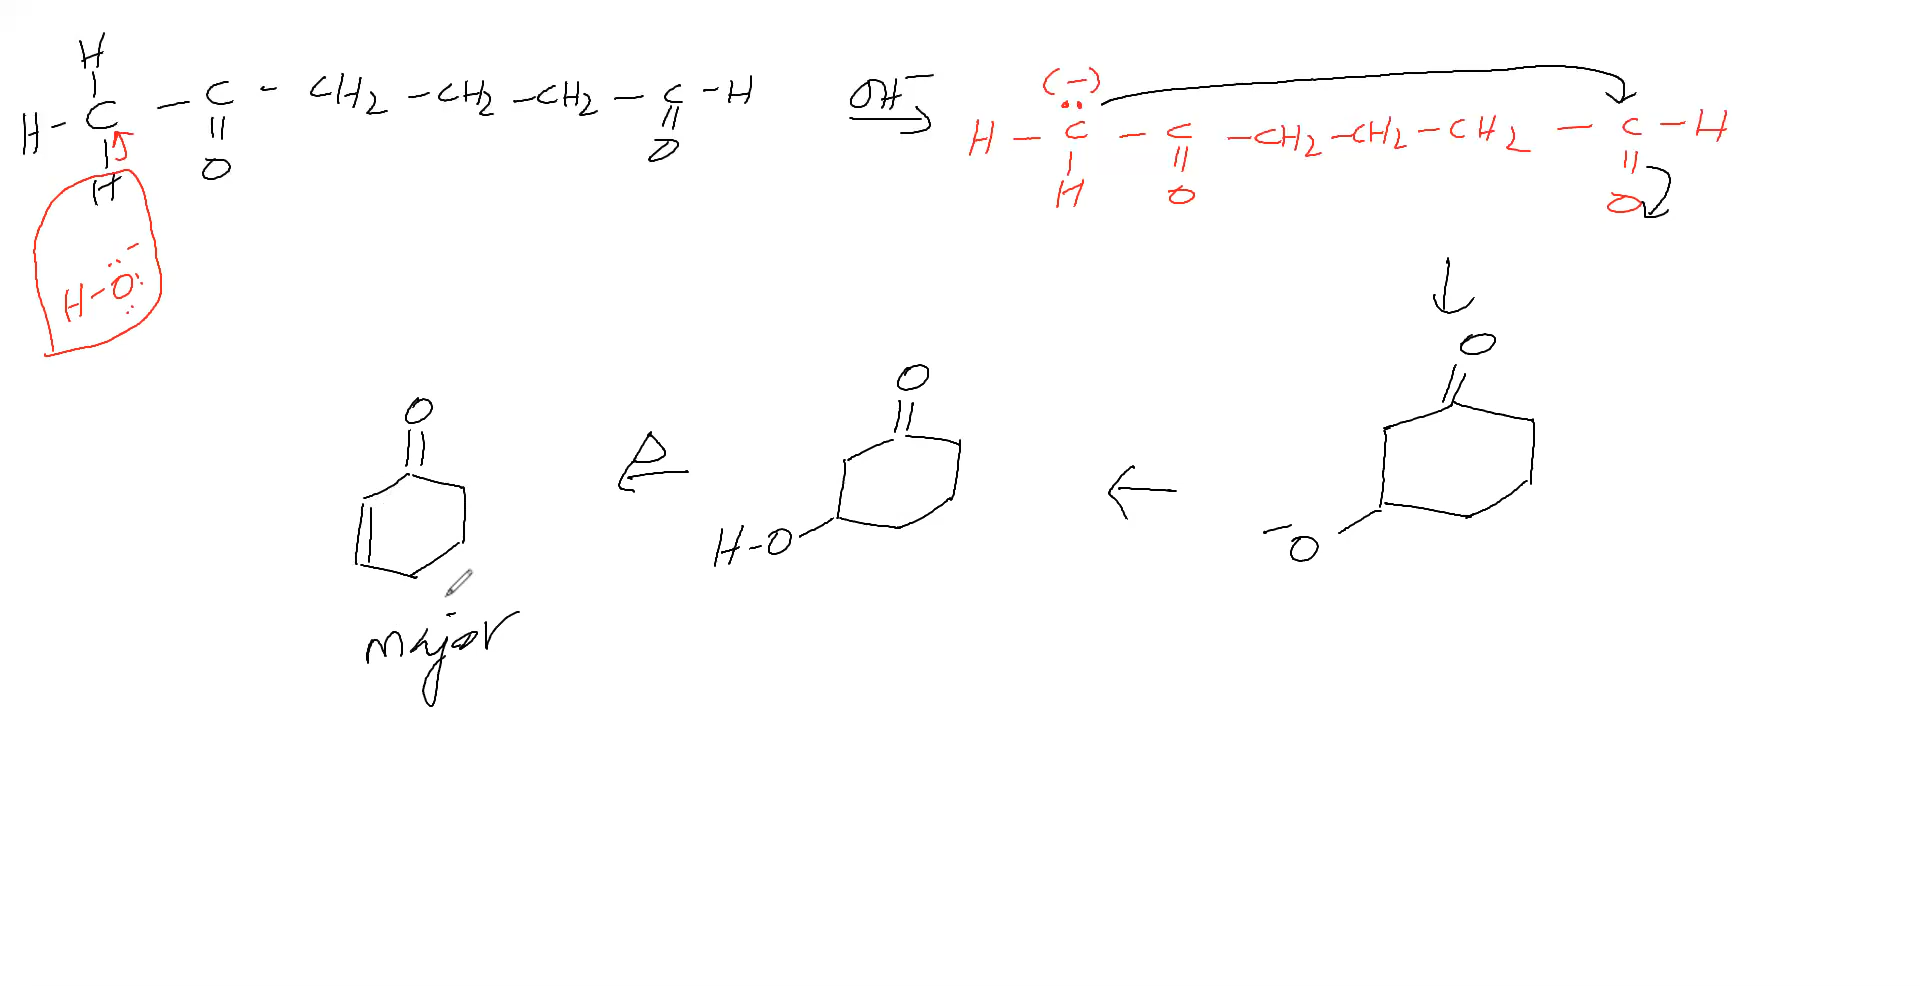 H
H - C - C - CH2 - CH2 - CH2 - C - H
O O
H
H - O: -
OH-
(-)
H - C - C - CH2 - CH2 - CH2 - C - H
H O O
O
-O
O
H-O
Δ
O
major